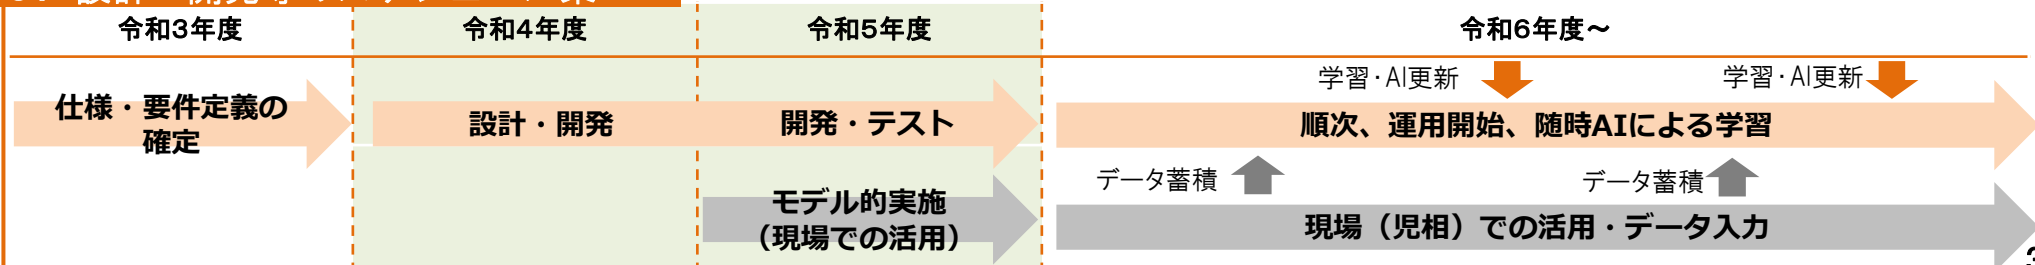 令和3年度
令和4年度
令和5年度
令和6年度～
学習・AI更新
学習・AI更新
仕様・要件定義の
確定
設計・開発
開発・テスト
順次、運用開始、随時AIによる学習
データ蓄積
データ蓄積
モデル的実施
（現場での活用）
現場（児相）での活用・データ入力